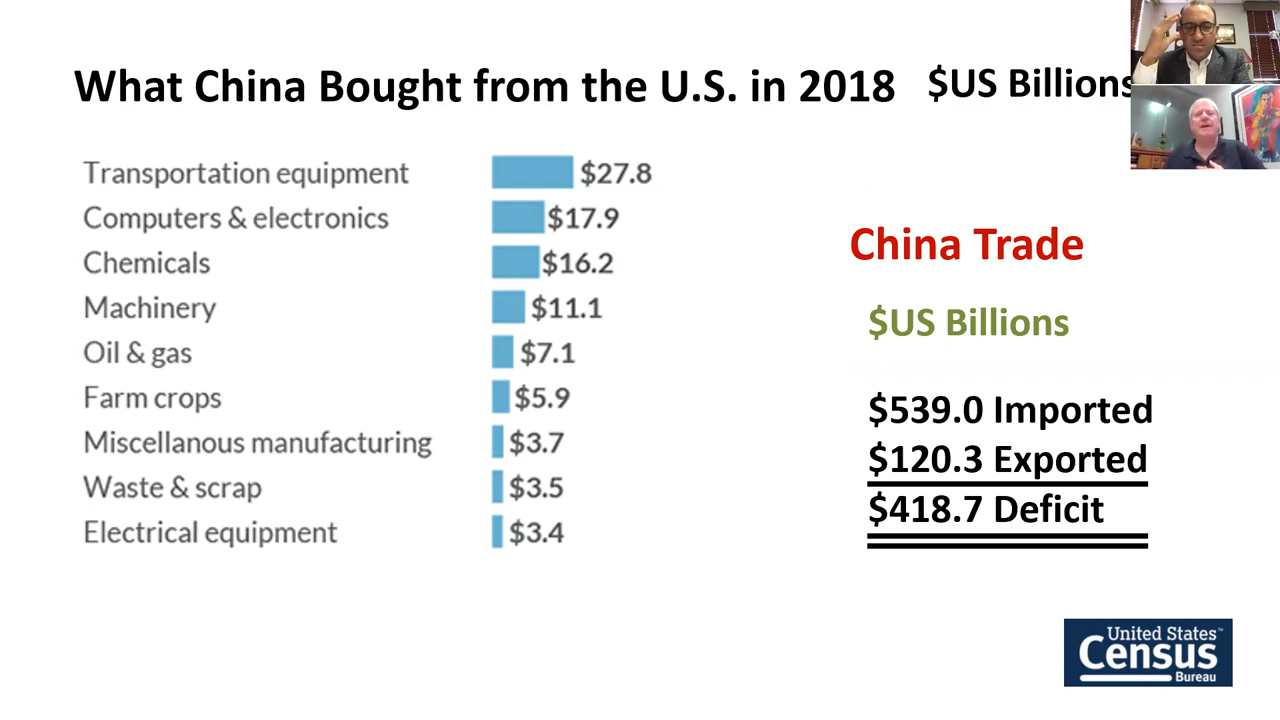 What China Bought from the U.S. in 2018 $US Billions
Transportation equipment $27.8
Computers & electronics $17.9
Chemicals $16.2
Machinery $11.1
Oil & gas $7.1
Farm crops $5.9
Miscellanous manufacturing $3.7
Waste & scrap $3.5
Electrical equipment $3.4
China Trade
$US Billions
$539.0 Imported
$120.3 Exported
$418.7 Deficit
United States™
Census
Bureau